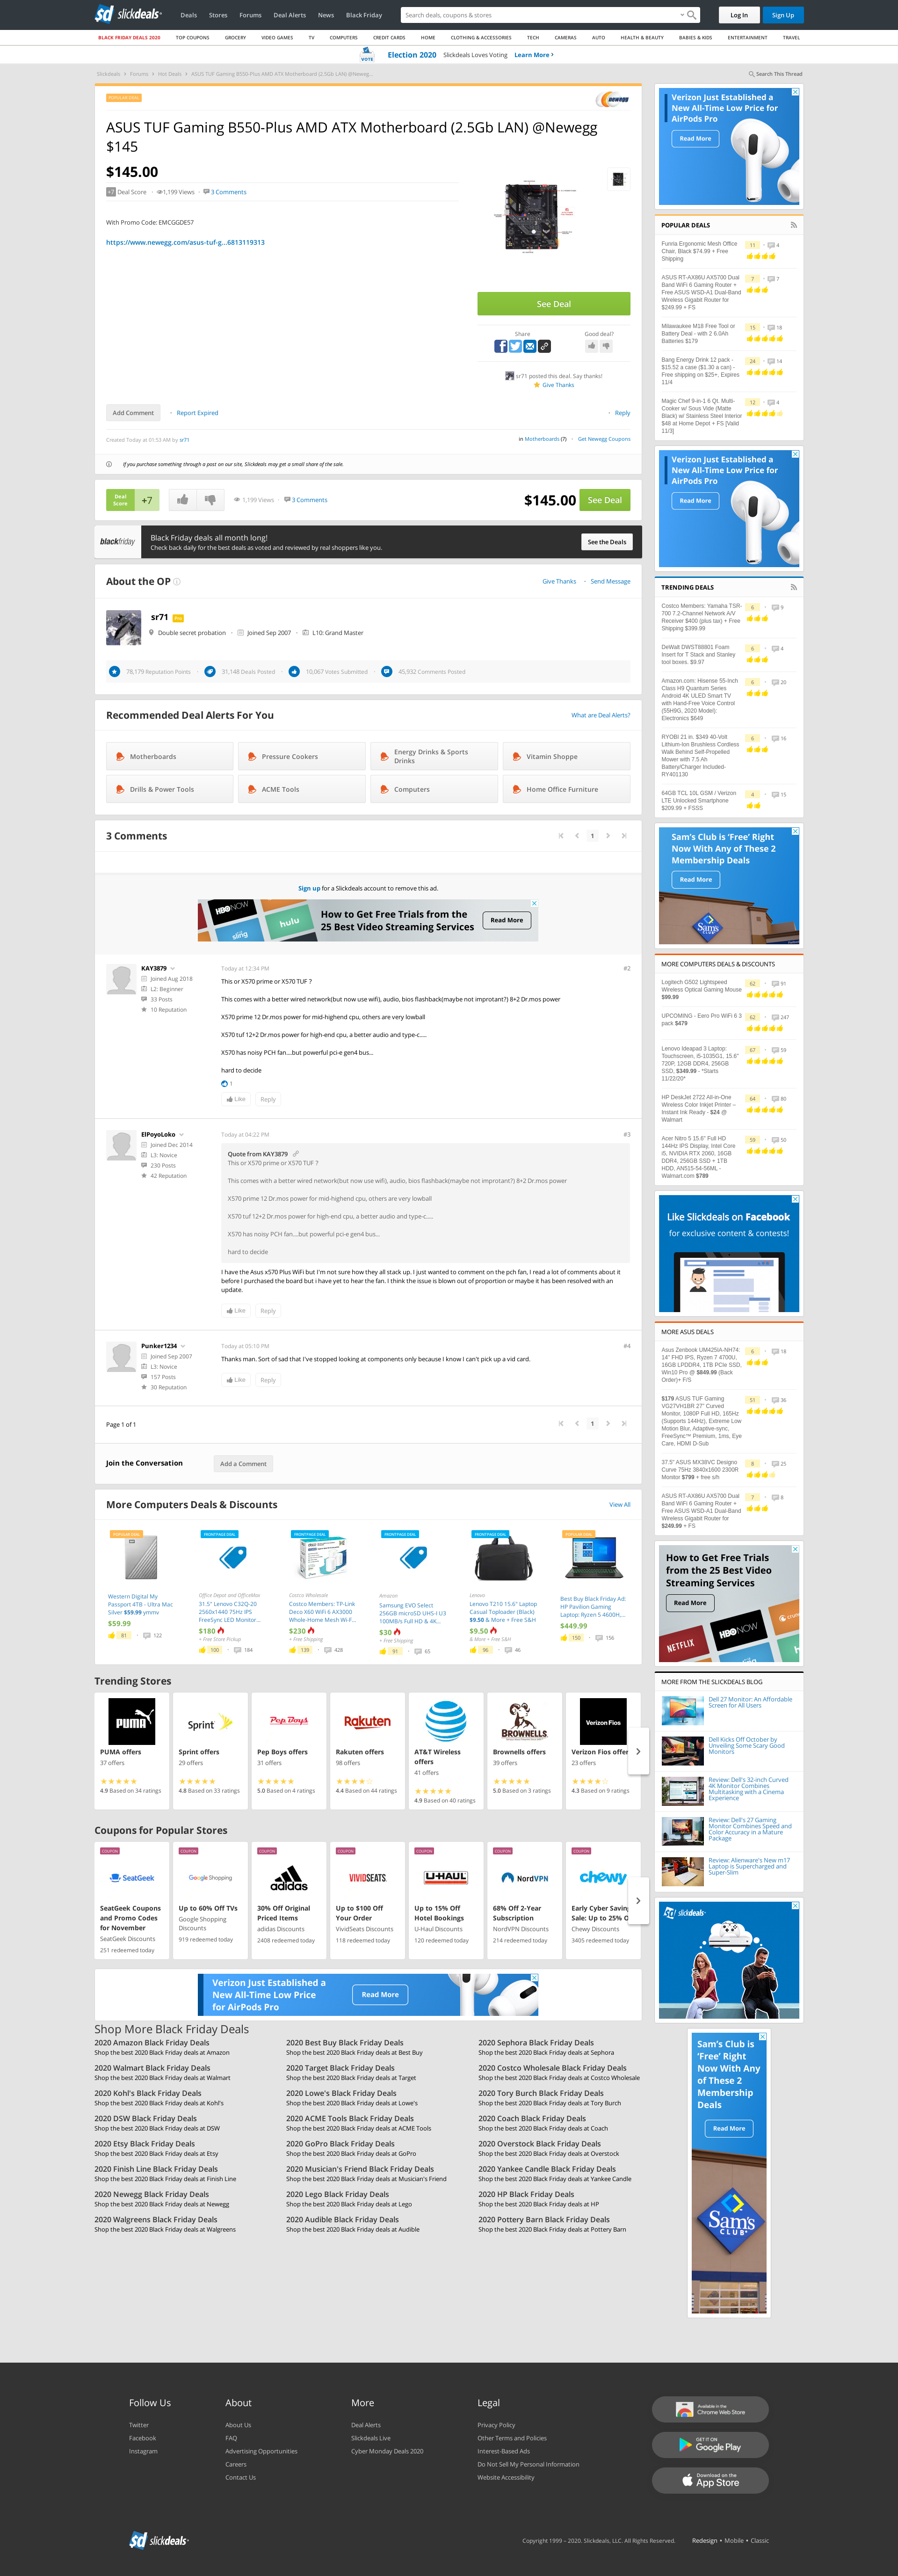 slickdeals
Deals Stores Forums Deal Alerts News Black Friday
Search deals, coupons & stores
Log In Sign Up
BLACK FRIDAY DEALS 2020 TOP COUPONS GROCERY VIDEO GAMES TV COMPUTERS CREDIT CARDS HOME CLOTHING & ACCESSORIES TECH CAMERAS AUTO HEALTH & BEAUTY BABIES & KIDS ENTERTAINMENT TRAVEL
VOTE Election 2020 Slickdeals Loves Voting Learn More
Slickdeals Forums Hot Deals ASUS TUF Gaming B550-Plus AMD ATX Motherboard (2.5Gb LAN) @Neweg...
Search This Thread
POPULAR DEAL
newegg
ASUS TUF Gaming B550-Plus AMD ATX Motherboard (2.5Gb LAN) @Newegg
$145
$145.00
+7 Deal Score 1,199 Views 3 Comments
With Promo Code: EMCGGDE57
https://www.newegg.com/asus-tuf-g...6813119313
See Deal
Share Good deal?
sr71 posted this deal. Say thanks!
Give Thanks
Add Comment Report Expired Reply
Created Today at 01:53 AM by sr71
in Motherboards (7) Get Newegg Coupons
If you purchase something through a post on our site, Slickdeals may get a small share of the sale.
Deal
Score
+7
1,199 Views 3 Comments
$145.00 See Deal
blackfriday
Black Friday deals all month long!
Check back daily for the best deals as voted and reviewed by real shoppers like you.
See the Deals
About the OP
Give Thanks Send Message
sr71 Pro
Double secret probation Joined Sep 2007 L10: Grand Master
78,179 Reputation Points 31,148 Deals Posted 10,067 Votes Submitted 45,932 Comments Posted
Recommended Deal Alerts For You
What are Deal Alerts?
Motherboards
Pressure Cookers
Energy Drinks & Sports
Drinks
Vitamin Shoppe
Drills & Power Tools
ACME Tools
Computers
Home Office Furniture
3 Comments
1
Sign up for a Slickdeals account to remove this ad.
HBO NOW
hulu
sling
How to Get Free Trials from the
25 Best Video Streaming Services
Read More
KAY3879
Joined Aug 2018
L2: Beginner
33 Posts
10 Reputation
Today at 12:34 PM
#2
This or X570 prime or X570 TUF ?
This comes with a better wired network(but now use wifi), audio, bios flashback(maybe not improtant?) 8+2 Dr.mos power
X570 prime 12 Dr.mos power for mid-highend cpu, others are very lowball
X570 tuf 12+2 Dr.mos power for high-end cpu, a better audio and type-c.....
X570 has noisy PCH fan....but powerful pci-e gen4 bus...
hard to decide
1
Like Reply
ElPoyoLoko
Joined Dec 2014
L3: Novice
230 Posts
42 Reputation
Today at 04:22 PM
#3
Quote from KAY3879
This or X570 prime or X570 TUF ?
This comes with a better wired network(but now use wifi), audio, bios flashback(maybe not improtant?) 8+2 Dr.mos power
X570 prime 12 Dr.mos power for mid-highend cpu, others are very lowball
X570 tuf 12+2 Dr.mos power for high-end cpu, a better audio and type-c.....
X570 has noisy PCH fan....but powerful pci-e gen4 bus...
hard to decide
I have the Asus x570 Plus WiFi but I'm not sure how they all stack up. I just wanted to comment on the pch fan, I read a lot of comments about it
before I purchased the board but i have yet to hear the fan. I think the issue is blown out of proportion or maybe it has been resolved with an
update.
Like Reply
Punker1234
Joined Sep 2007
L3: Novice
157 Posts
30 Reputation
Today at 05:10 PM
#4
Thanks man. Sort of sad that I've stopped looking at components only because I know I can't pick up a vid card.
Like Reply
Page 1 of 1
1
Join the Conversation
Add a Comment
More Computers Deals & Discounts
View All
POPULAR DEAL
Western Digital My
Passport 4TB - Ultra Mac
Silver $59.99 ymmv
$59.99
81 122
FRONTPAGE DEAL
Office Depot and OfficeMax
31.5" Lenovo C32Q-20
2560x1440 75Hz IPS
FreeSync LED Monitor...
$180
+ Free Store Pickup
100 184
FRONTPAGE DEAL
Costco Wholesale
Costco Members: TP-Link
Deco X60 WiFi 6 AX3000
Whole-Home Mesh Wi-F...
$230
+ Free Shipping
139 428
FRONTPAGE DEAL
Amazon
Samsung EVO Select
256GB microSD UHS-I U3
100MB/s Full HD & 4K...
$30
+ Free Shipping
91 65
FRONTPAGE DEAL
Lenovo
Lenovo T210 15.6" Laptop
Casual Toploader (Black)
$9.50 & More + Free S&H
$9.50
& More + Free S&H
96 46
POPULAR DEAL
Best Buy Black Friday Ad:
HP Pavilion Gaming
Laptop: Ryzen 5 4600H,...
$449.99
150 156
Trending Stores
PUMA
PUMA offers
37 offers
4.9 Based on 34 ratings
Sprint
Sprint offers
29 offers
4.8 Based on 33 ratings
Pep Boys
Pep Boys offers
31 offers
5.0 Based on 4 ratings
Rakuten
Rakuten offers
98 offers
4.4 Based on 44 ratings
AT&T
AT&T Wireless
offers
41 offers
4.9 Based on 40 ratings
BROWNELLS
Brownells offers
39 offers
5.0 Based on 3 ratings
Verizon Fios
Verizon Fios offer
23 offers
4.3 Based on 9 ratings
Coupons for Popular Stores
COUPON
SeatGeek
SeatGeek Coupons
and Promo Codes
for November
SeatGeek Discounts
251 redeemed today
COUPON
Google Shopping
Up to 60% Off TVs
Google Shopping
Discounts
919 redeemed today
COUPON
adidas
30% Off Original
Priced Items
adidas Discounts
2408 redeemed today
COUPON
VIVIDSEATS
Up to $100 Off
Your Order
VividSeats Discounts
118 redeemed today
COUPON
U-HAUL
Up to 15% Off
Hotel Bookings
U-Haul Discounts
120 redeemed today
COUPON
NordVPN
68% Off 2-Year
Subscription
NordVPN Discounts
214 redeemed today
COUPON
chewy
Early Cyber Saving
Sale: Up to 25% O
Chewy Discounts
3405 redeemed today
Verizon Just Established a
New All-Time Low Price
for AirPods Pro
Read More
Shop More Black Friday Deals
2020 Amazon Black Friday Deals
Shop the best 2020 Black Friday deals at Amazon
2020 Best Buy Black Friday Deals
Shop the best 2020 Black Friday deals at Best Buy
2020 Sephora Black Friday Deals
Shop the best 2020 Black Friday deals at Sephora
2020 Walmart Black Friday Deals
Shop the best 2020 Black Friday deals at Walmart
2020 Target Black Friday Deals
Shop the best 2020 Black Friday deals at Target
2020 Costco Wholesale Black Friday Deals
Shop the best 2020 Black Friday deals at Costco Wholesale
2020 Kohl's Black Friday Deals
Shop the best 2020 Black Friday deals at Kohl's
2020 Lowe's Black Friday Deals
Shop the best 2020 Black Friday deals at Lowe's
2020 Tory Burch Black Friday Deals
Shop the best 2020 Black Friday deals at Tory Burch
2020 DSW Black Friday Deals
Shop the best 2020 Black Friday deals at DSW
2020 ACME Tools Black Friday Deals
Shop the best 2020 Black Friday deals at ACME Tools
2020 Coach Black Friday Deals
Shop the best 2020 Black Friday deals at Coach
2020 Etsy Black Friday Deals
Shop the best 2020 Black Friday deals at Etsy
2020 GoPro Black Friday Deals
Shop the best 2020 Black Friday deals at GoPro
2020 Overstock Black Friday Deals
Shop the best 2020 Black Friday deals at Overstock
2020 Finish Line Black Friday Deals
Shop the best 2020 Black Friday deals at Finish Line
2020 Musician's Friend Black Friday Deals
Shop the best 2020 Black Friday deals at Musician's Friend
2020 Yankee Candle Black Friday Deals
Shop the best 2020 Black Friday deals at Yankee Candle
2020 Newegg Black Friday Deals
Shop the best 2020 Black Friday deals at Newegg
2020 Lego Black Friday Deals
Shop the best 2020 Black Friday deals at Lego
2020 HP Black Friday Deals
Shop the best 2020 Black Friday deals at HP
2020 Walgreens Black Friday Deals
Shop the best 2020 Black Friday deals at Walgreens
2020 Audible Black Friday Deals
Shop the best 2020 Black Friday deals at Audible
2020 Pottery Barn Black Friday Deals
Shop the best 2020 Black Friday deals at Pottery Barn
Verizon Just Established a
New All-Time Low Price for
AirPods Pro
Read More
POPULAR DEALS
Funria Ergonomic Mesh Office
Chair, Black $74.99 + Free
Shipping
11 4
ASUS RT-AX86U AX5700 Dual
Band WiFi 6 Gaming Router +
Free ASUS WSD-A1 Dual-Band
Wireless Gigabit Router for
$249.99 + FS
7 7
Milawaukee M18 Free Tool or
Battery Deal - with 2 6.0Ah
Batteries $179
15 18
Bang Energy Drink 12 pack -
$15.52 a case ($1.30 a can) -
Free shipping on $25+, Expires
11/4
24 14
Magic Chef 9-in-1 6 Qt. Multi-
Cooker w/ Sous Vide (Matte
Black) w/ Stainless Steel Interior
$48 at Home Depot + FS [Valid
11/3]
12 4
Verizon Just Established a
New All-Time Low Price for
AirPods Pro
Read More
TRENDING DEALS
Costco Members: Yamaha TSR-
700 7.2-Channel Network A/V
Receiver $400 (plus tax) + Free
Shipping $399.99
6 9
DeWalt DWST88801 Foam
Insert for T Stack and Stanley
tool boxes. $9.97
6 4
Amazon.com: Hisense 55-Inch
Class H9 Quantum Series
Android 4K ULED Smart TV
with Hand-Free Voice Control
(55H9G, 2020 Model):
Electronics $649
6 20
RYOBI 21 in. $349 40-Volt
Lithium-Ion Brushless Cordless
Walk Behind Self-Propelled
Mower with 7.5 Ah
Battery/Charger Included-
RY401130
6 16
64GB TCL 10L GSM / Verizon
LTE Unlocked Smartphone
$209.99 + FSSS
4 15
Sam's Club is 'Free' Right
Now With Any of These 2
Membership Deals
Read More
MORE COMPUTERS DEALS & DISCOUNTS
Logitech G502 Lightspeed
Wireless Optical Gaming Mouse
$99.99
62 91
UPCOMING - Eero Pro WiFi 6 3
pack $479
62 247
Lenovo Ideapad 3 Laptop:
Touchscreen, i5-1035G1, 15.6"
720P, 12GB DDR4, 256GB
SSD, $349.99 - *Starts
11/22/20*
67 59
HP DeskJet 2722 All-in-One
Wireless Color Inkjet Printer –
Instant Ink Ready - $24 @
Walmart
64 80
Acer Nitro 5 15.6" Full HD
144Hz IPS Display, Intel Core
i5, NVIDIA RTX 2060, 16GB
DDR4, 256GB SSD + 1TB
HDD, AN515-54-56ML -
Walmart.com $789
59 50
Like Slickdeals on Facebook
for exclusive content & contests!
MORE ASUS DEALS
Asus Zenbook UM425IA-NH74:
14" FHD IPS, Ryzen 7 4700U,
16GB LPDDR4, 1TB PCIe SSD,
Win10 Pro @ $849.99 (Back
Order)+ F/S
6 18
$179 ASUS TUF Gaming
VG27VH1BR 27" Curved
Monitor, 1080P Full HD, 165Hz
(Supports 144Hz), Extreme Low
Motion Blur, Adaptive-sync,
FreeSync™ Premium, 1ms, Eye
Care, HDMI D-Sub
51 36
37.5" ASUS MX38VC Designo
Curve 75Hz 3840x1600 2300R
Monitor $799 + free s/h
8 25
ASUS RT-AX86U AX5700 Dual
Band WiFi 6 Gaming Router +
Free ASUS WSD-A1 Dual-Band
Wireless Gigabit Router for
$249.99 + FS
7 8
How to Get Free Trials
from the 25 Best Video
Streaming Services
Read More
NETFLIX
MORE FROM THE SLICKDEALS BLOG
Dell 27 Monitor: An Affordable
Screen for All Users
Dell Kicks Off October by
Unveiling Some Scary Good
Monitors
Review: Dell's 32-inch Curved
4K Monitor Combines
Multitasking with a Cinema
Experience
Review: Dell's 27 Gaming
Monitor Combines Speed and
Color Accuracy in a Mature
Package
Review: Alienware's New m17
Laptop is Supercharged and
Super-Slim
slickdeals
Sam's Club is
'Free' Right
Now With Any
of These 2
Membership
Deals
Read More
Sam's
CLUB
Follow Us
Twitter
Facebook
Instagram
About
About Us
FAQ
Advertising Opportunities
Careers
Contact Us
More
Deal Alerts
Slickdeals Live
Cyber Monday Deals 2020
Legal
Privacy Policy
Other Terms and Policies
Interest-Based Ads
Do Not Sell My Personal Information
Website Accessibility
Available in the
Chrome Web Store
GET IT ON
Google Play
Download on the
App Store
slickdeals
Copyright 1999 - 2020. Slickdeals, LLC. All Rights Reserved. Redesign • Mobile • Classic